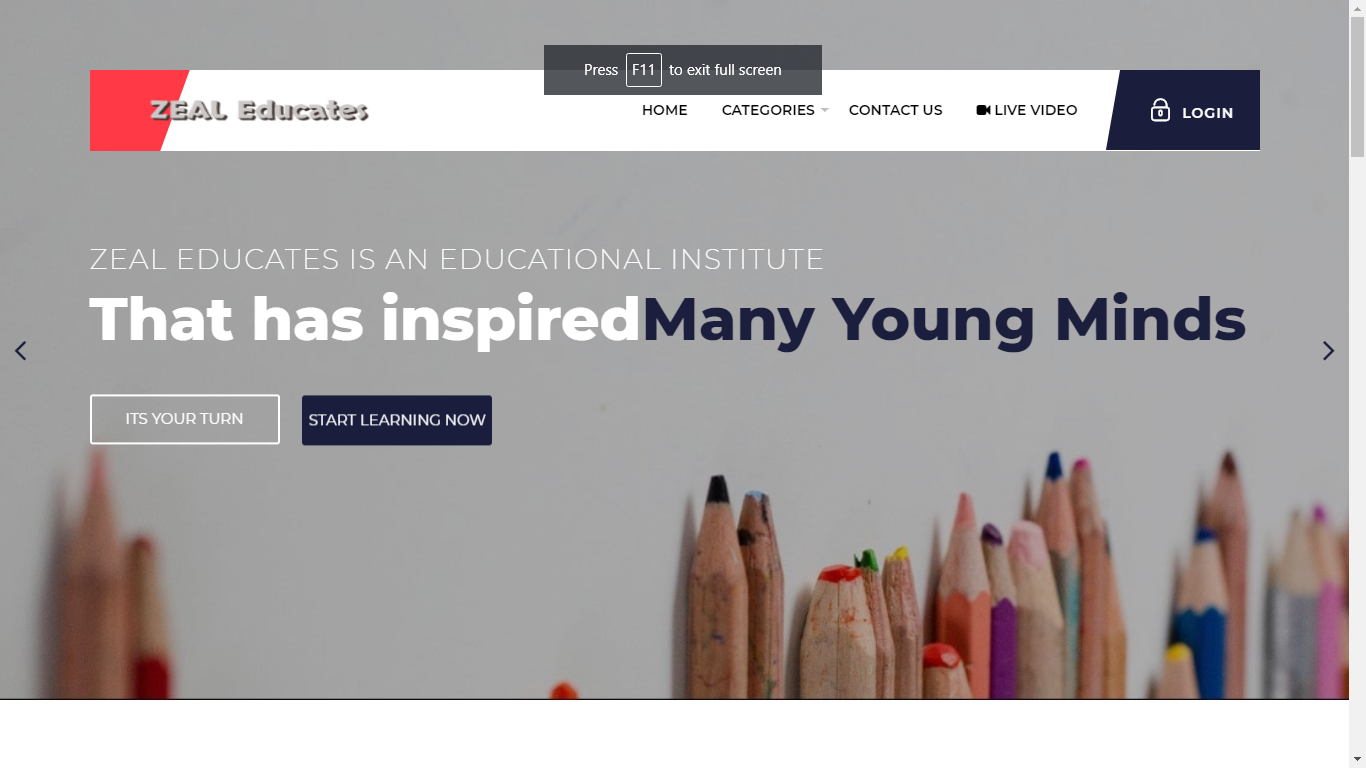 Press F11 to exit full screen
ZEAL Educates
HOME CATEGORIES CONTACT US LIVE VIDEO LOGIN
ZEAL EDUCATES IS AN EDUCATIONAL INSTITUTE
That has inspiredMany Young Minds
ITS YOUR TURN START LEARNING NOW